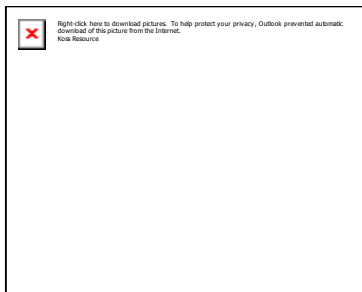 Right-click here to download pictures. To help protect your privacy, Outlook prevented automatic
download of this picture from the Internet.
Koss Resource